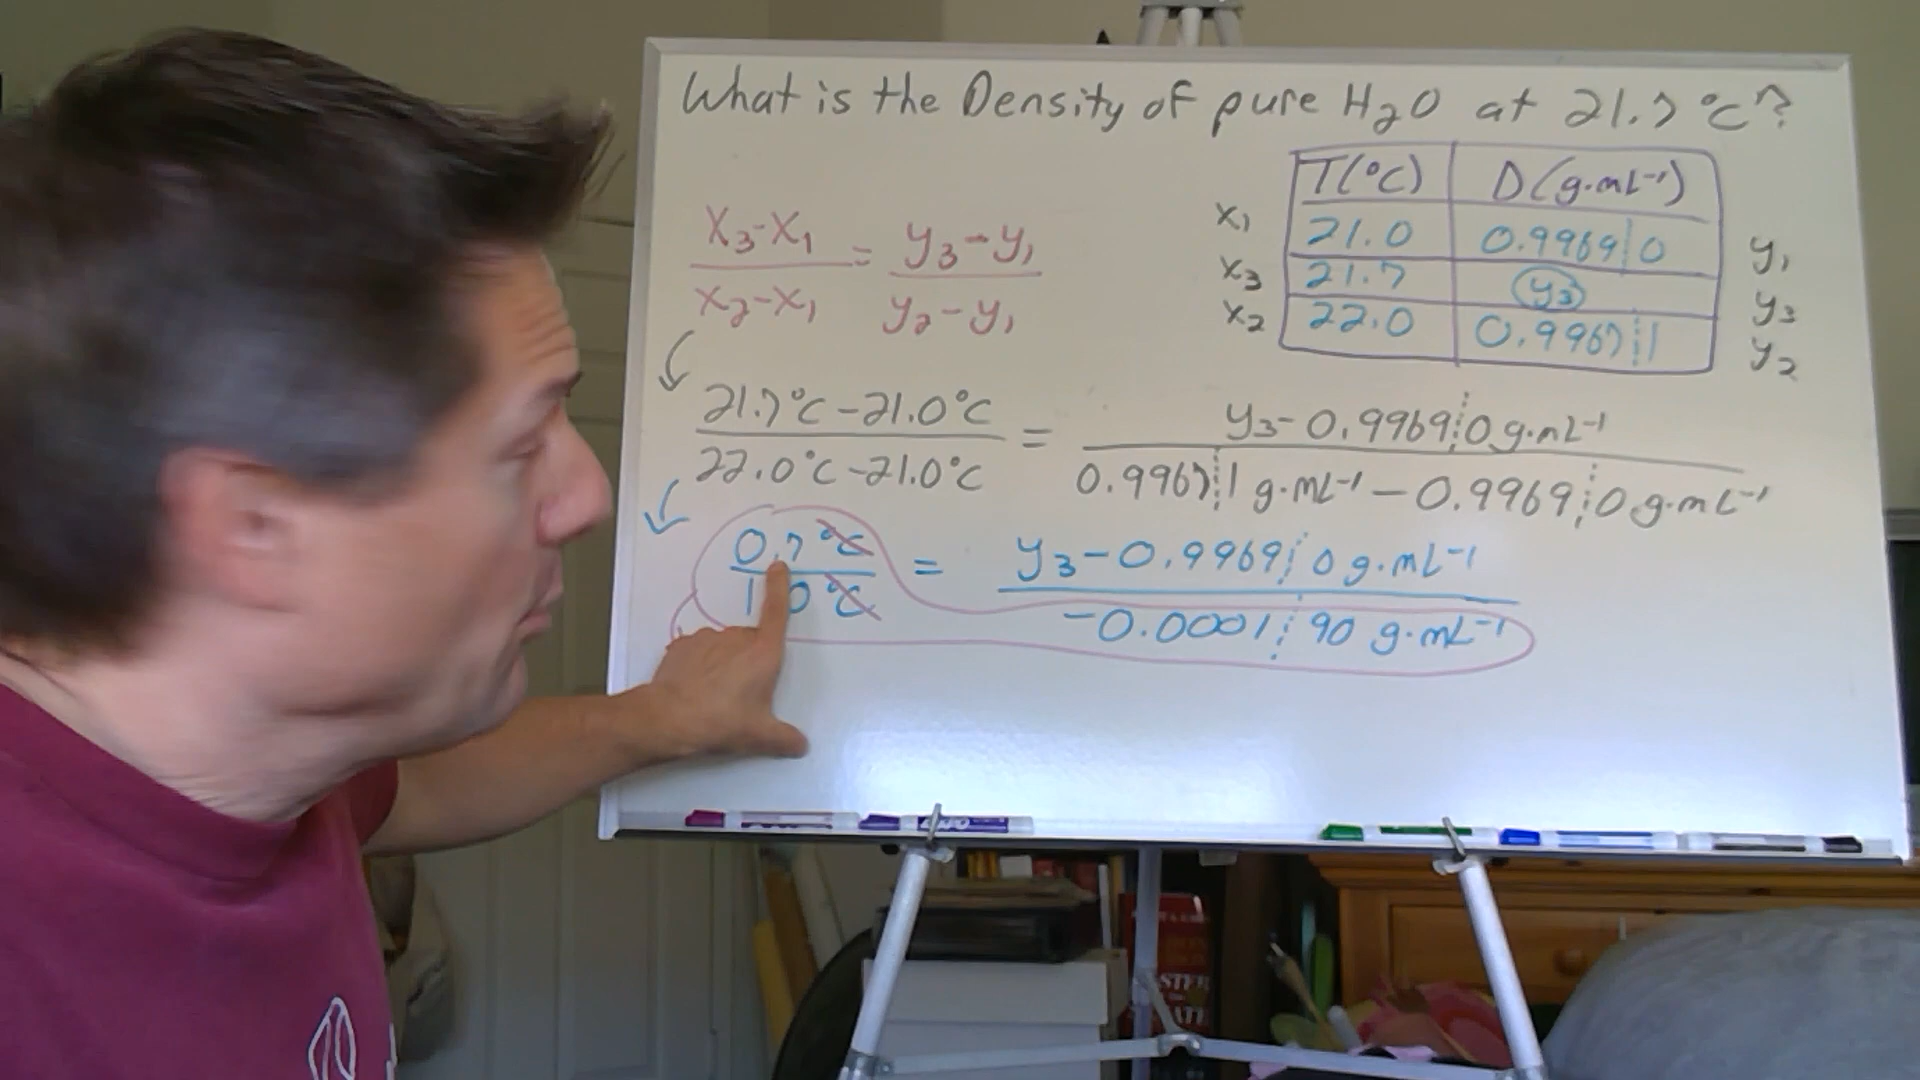 What is the Density of pure H2O at 21.7 °C?
T(°C) D(g·mL⁻¹)
x1 21.0 0.9969¦0 y1
x3 21.7 y3 y3
x2 22.0 0.9967¦1 y2
x3-x1 = y3-y1
x2-x1 y2-y1
21.7°C-21.0°C = y3-0.9969¦0 g·mL⁻¹
22.0°C-21.0°C 0.9967¦1 g·mL⁻¹-0.9969¦0 g·mL⁻¹
0.7°C = y3-0.9969¦0 g·mL⁻¹
1.0°C -0.0001¦90 g·mL⁻¹
EXPO